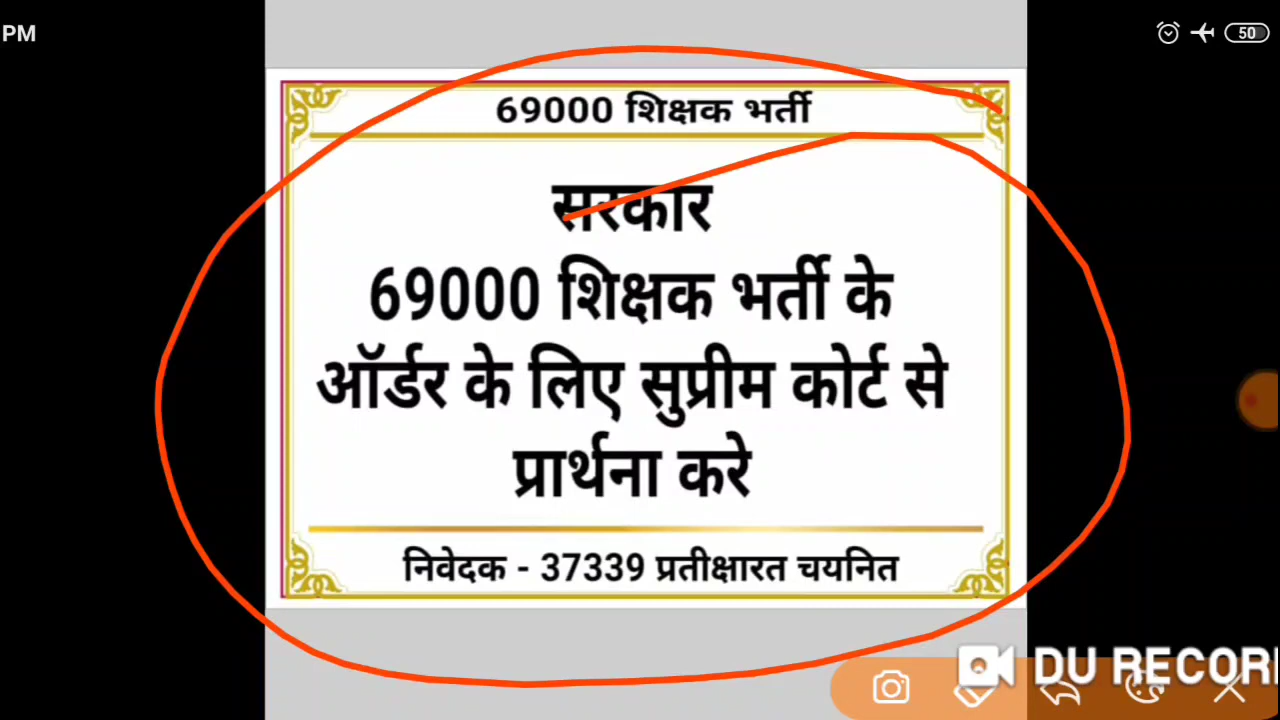 PM
50
69000 शिक्षक भर्ती
सरकार
69000 शिक्षक भर्ती के
ऑर्डर के लिए सुप्रीम कोर्ट से
प्रार्थना करे
निवेदक - 37339 प्रतीक्षारत चयनित
DU RECOR